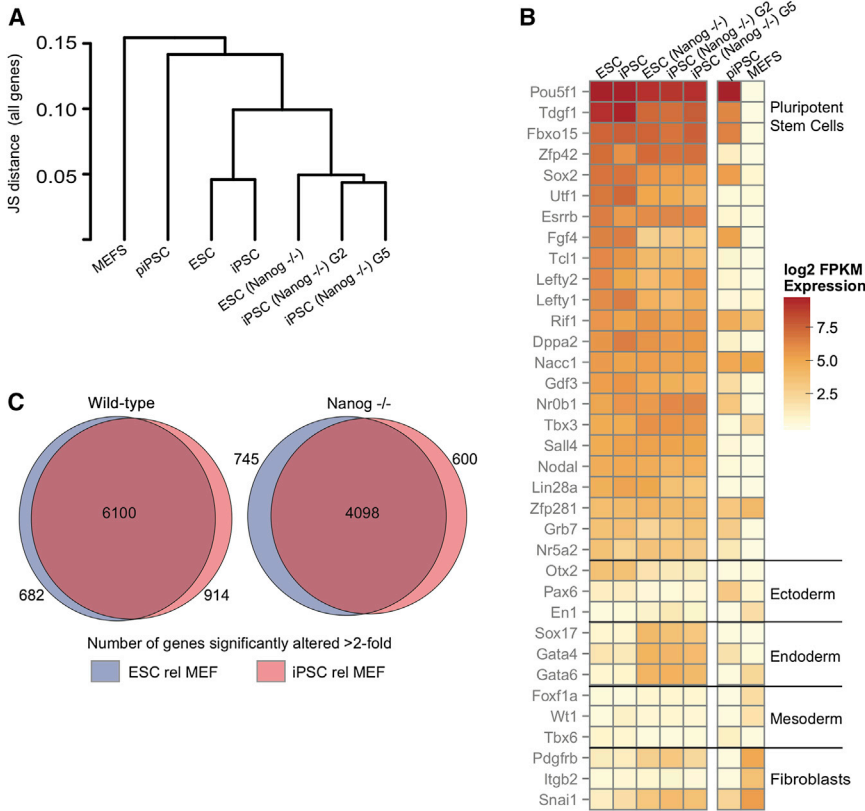 A
JS distance (all genes)
0.15
0.10
0.05
MEFS
piPSC
ESC
iPSC
ESC (Nanog -/-)
iPSC (Nanog -/-) G2
iPSC (Nanog -/-) G5
B
ESC
iPSC
ESC (Nanog -/-)
iPSC (Nanog -/-) G2
iPSC (Nanog -/-) G5
piPSC
MEFS
Pou5f1
Tdgf1
Fbxo15
Zfp42
Sox2
Utf1
Esrrb
Fgf4
Tcl1
Lefty2
Lefty1
Rif1
Dppa2
Nacc1
Gdf3
Nr0b1
Tbx3
Sall4
Nodal
Lin28a
Zfp281
Grb7
Nr5a2
Otx2
Pax6
En1
Sox17
Gata4
Gata6
Foxf1a
Wt1
Tbx6
Pdgfrb
Itgb2
Snai1
Pluripotent
Stem Cells
Ectoderm
Endoderm
Mesoderm
Fibroblasts
log2 FPKM
Expression
7.5
5.0
2.5
C
Wild-type
6100
682
914
Nanog -/-
745
4098
600
Number of genes significantly altered >2-fold
ESC rel MEF
iPSC rel MEF